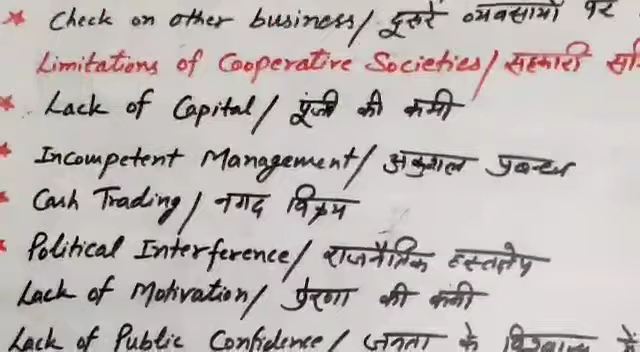 Check on other business/ दूसरे व्यवसायों पर
Limitations of Cooperative Societies/ सहकारी
Lack of Capital/ पूंजी की कमी
Incompetent Management/ अकुशल प्रबन्ध
Cash Trading/ नगद विक्रय
Political Interference/ राजनैतिक हस्तक्षेप
Lack of Motivation/ प्रेरणा की कमी
Lack of Public Confidence/ जनता के